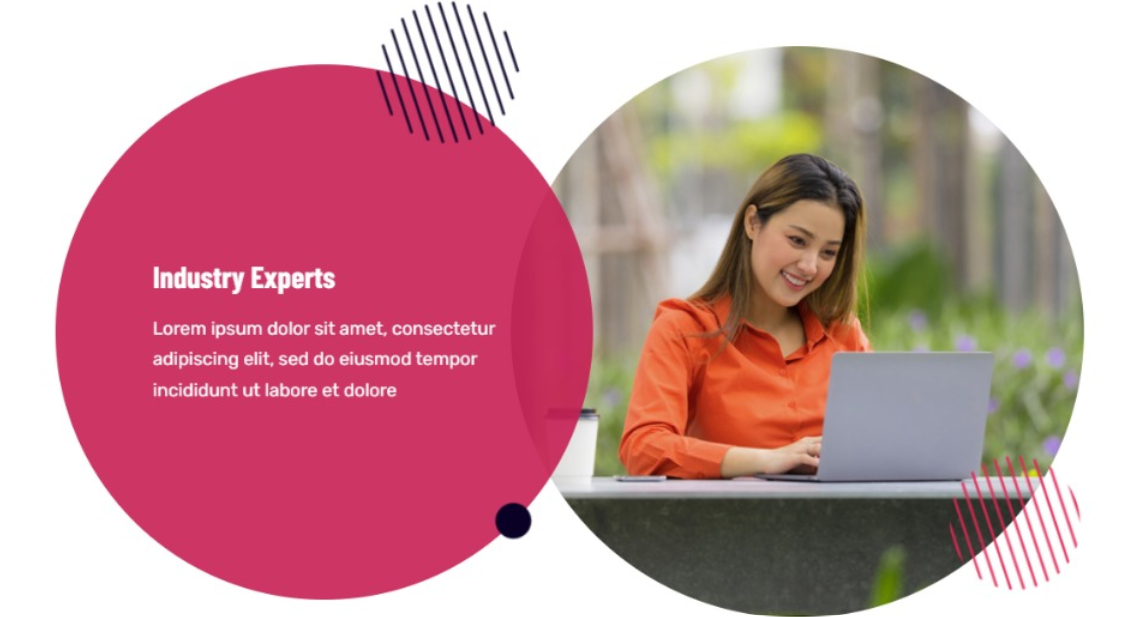 Industry Experts
Lorem ipsum dolor sit amet, consectetur
adipiscing elit, sed do eiusmod tempor
incididunt ut labore et dolore